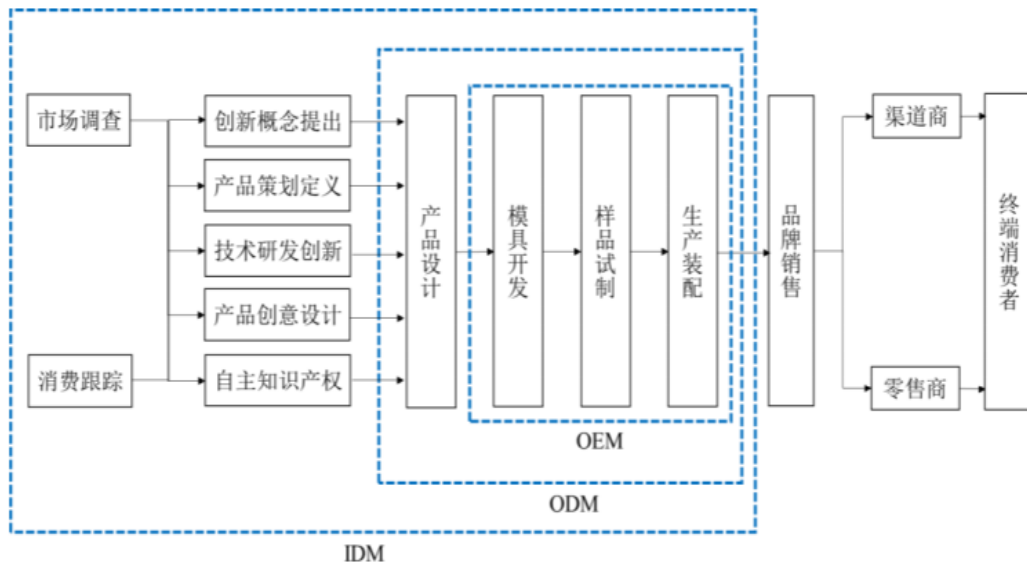 市场调查
消费跟踪
创新概念提出
产品策划定义
技术研发创新
产品创意设计
自主知识产权
产品设计
模具开发
样品试制
生产装配
品牌销售
渠道商
零售商
终端消费者
OEM
ODM
IDM